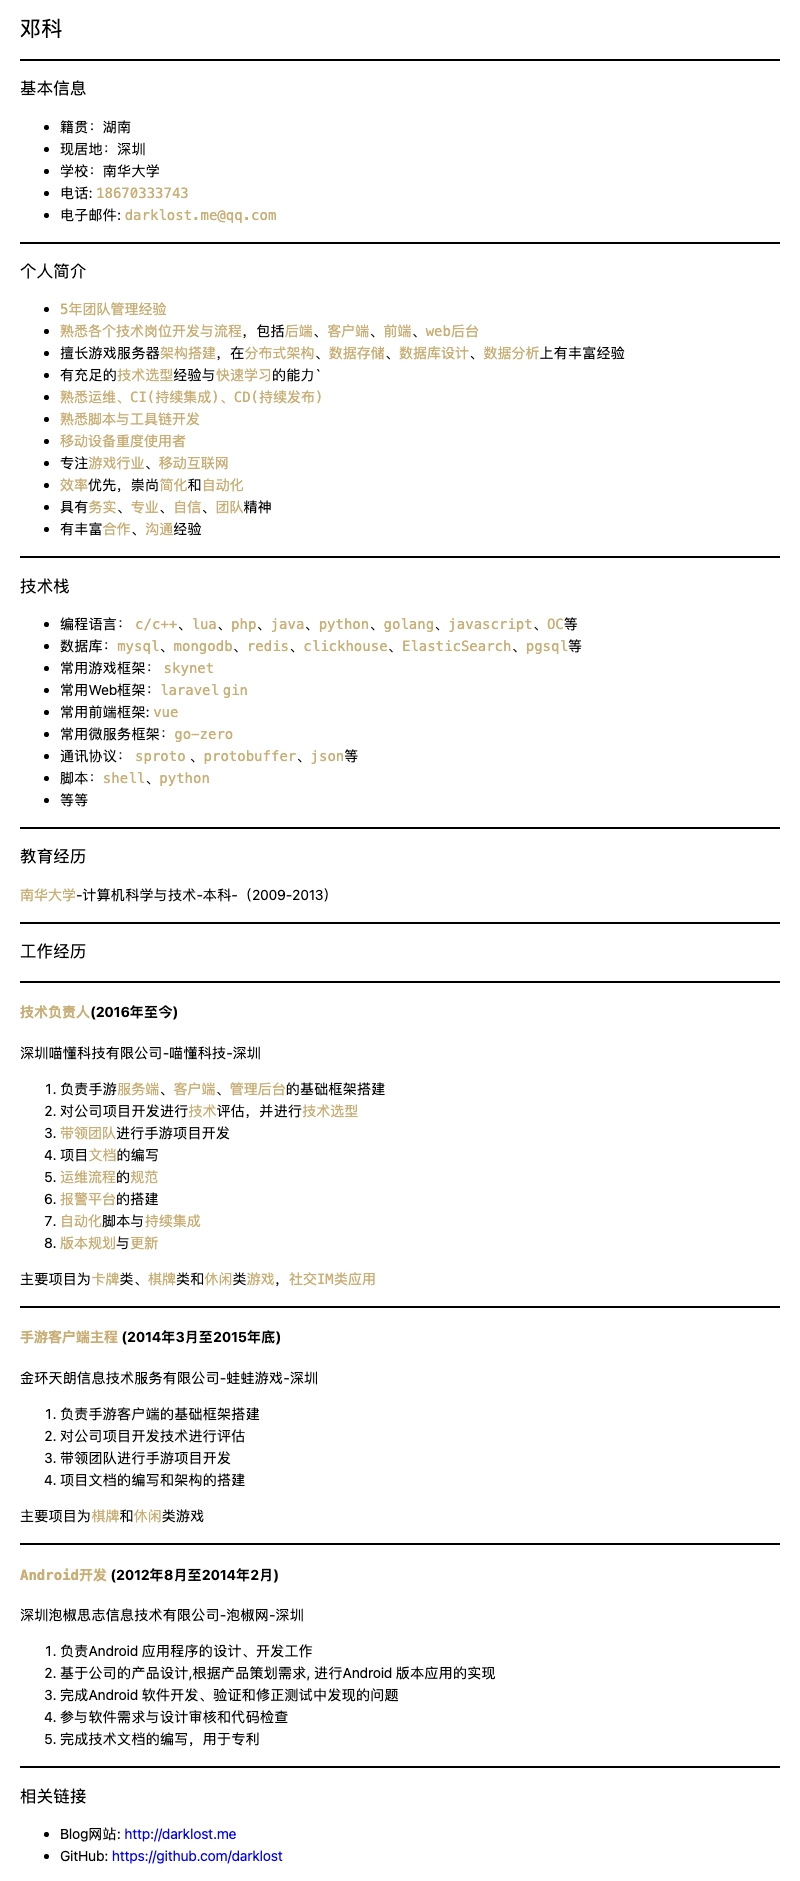 邓科
基本信息
籍贯：湖南
现居地：深圳
学校：南华大学
电话: 18670333743
电子邮件: darklost.me@qq.com
个人简介
5年团队管理经验
熟悉各个技术岗位开发与流程，包括后端、客户端、前端、web后台
擅长游戏服务器架构搭建，在分布式架构、数据存储、数据库设计、数据分析上有丰富经验
有充足的技术选型经验与快速学习的能力`
熟悉运维、CI(持续集成)、CD(持续发布)
熟悉脚本与工具链开发
移动设备重度使用者
专注游戏行业、移动互联网
效率优先，崇尚简化和自动化
具有务实、专业、自信、团队精神
有丰富合作、沟通经验
技术栈
编程语言： c/c++、lua、php、java、python、golang、javascript、OC等
数据库：mysql、mongodb、redis、clickhouse、ElasticSearch、pgsql等
常用游戏框架： skynet
常用Web框架：laravel gin
常用前端框架: vue
常用微服务框架：go-zero
通讯协议： sproto 、protobuffer、json等
脚本：shell、python
等等
教育经历
南华大学-计算机科学与技术-本科-（2009-2013）
工作经历
技术负责人(2016年至今)
深圳喵懂科技有限公司-喵懂科技-深圳
1. 负责手游服务端、客户端、管理后台的基础框架搭建
2. 对公司项目开发进行技术评估，并进行技术选型
3. 带领团队进行手游项目开发
4. 项目文档的编写
5. 运维流程的规范
6. 报警平台的搭建
7. 自动化脚本与持续集成
8. 版本规划与更新
主要项目为卡牌类、棋牌类和休闲类游戏，社交IM类应用
手游客户端主程 (2014年3月至2015年底)
金环天朗信息技术服务有限公司-蛙蛙游戏-深圳
1. 负责手游客户端的基础框架搭建
2. 对公司项目开发技术进行评估
3. 带领团队进行手游项目开发
4. 项目文档的编写和架构的搭建
主要项目为棋牌和休闲类游戏
Android开发 (2012年8月至2014年2月)
深圳泡椒思志信息技术有限公司-泡椒网-深圳
1. 负责Android 应用程序的设计、开发工作
2. 基于公司的产品设计,根据产品策划需求, 进行Android 版本应用的实现
3. 完成Android 软件开发、验证和修正测试中发现的问题
4. 参与软件需求与设计审核和代码检查
5. 完成技术文档的编写，用于专利
相关链接
Blog网站: http://darklost.me
GitHub: https://github.com/darklost